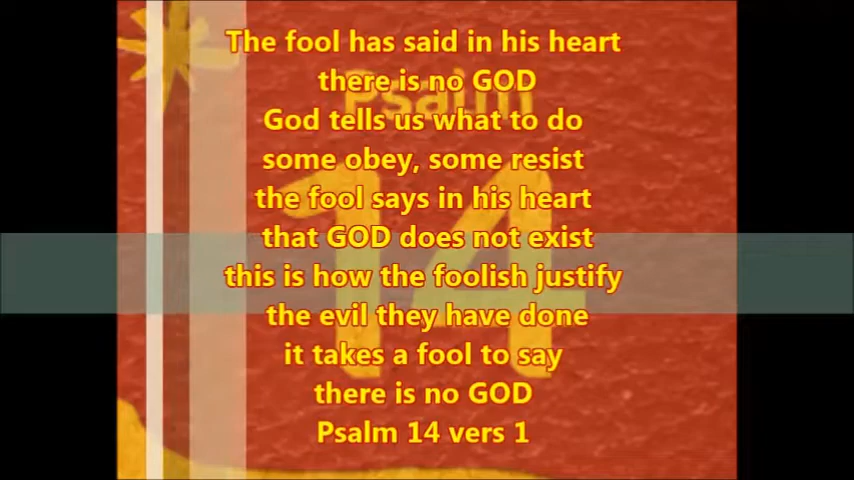 The fool has said in his heart
there is no GOD
Psalm
God tells us what to do
some obey, some resist
the fool says in his heart
14
that GOD does not exist
this is how the foolish justify
the evil they have done
it takes a fool to say
there is no GOD
Psalm 14 vers 1